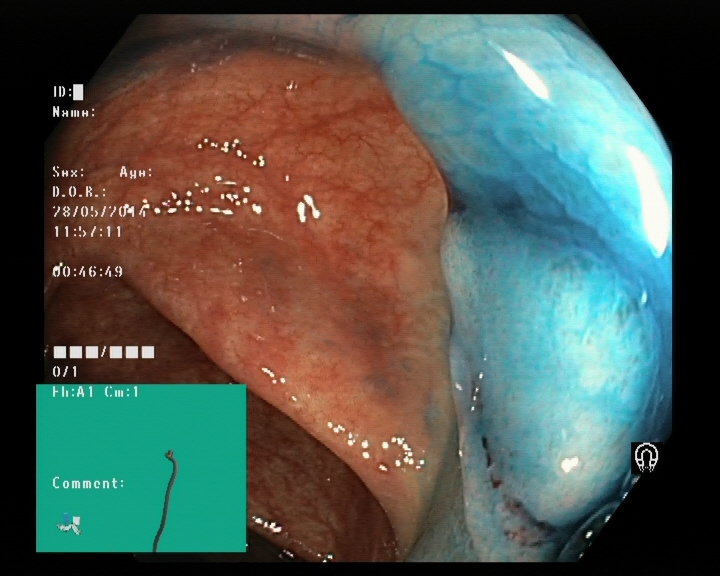 ID:
Name:
Sex: Age:
D.O.B.:
28/05/2014
11:57:11
00:46:49
/
0/1
Eh:A1 Cm:1
Comment: